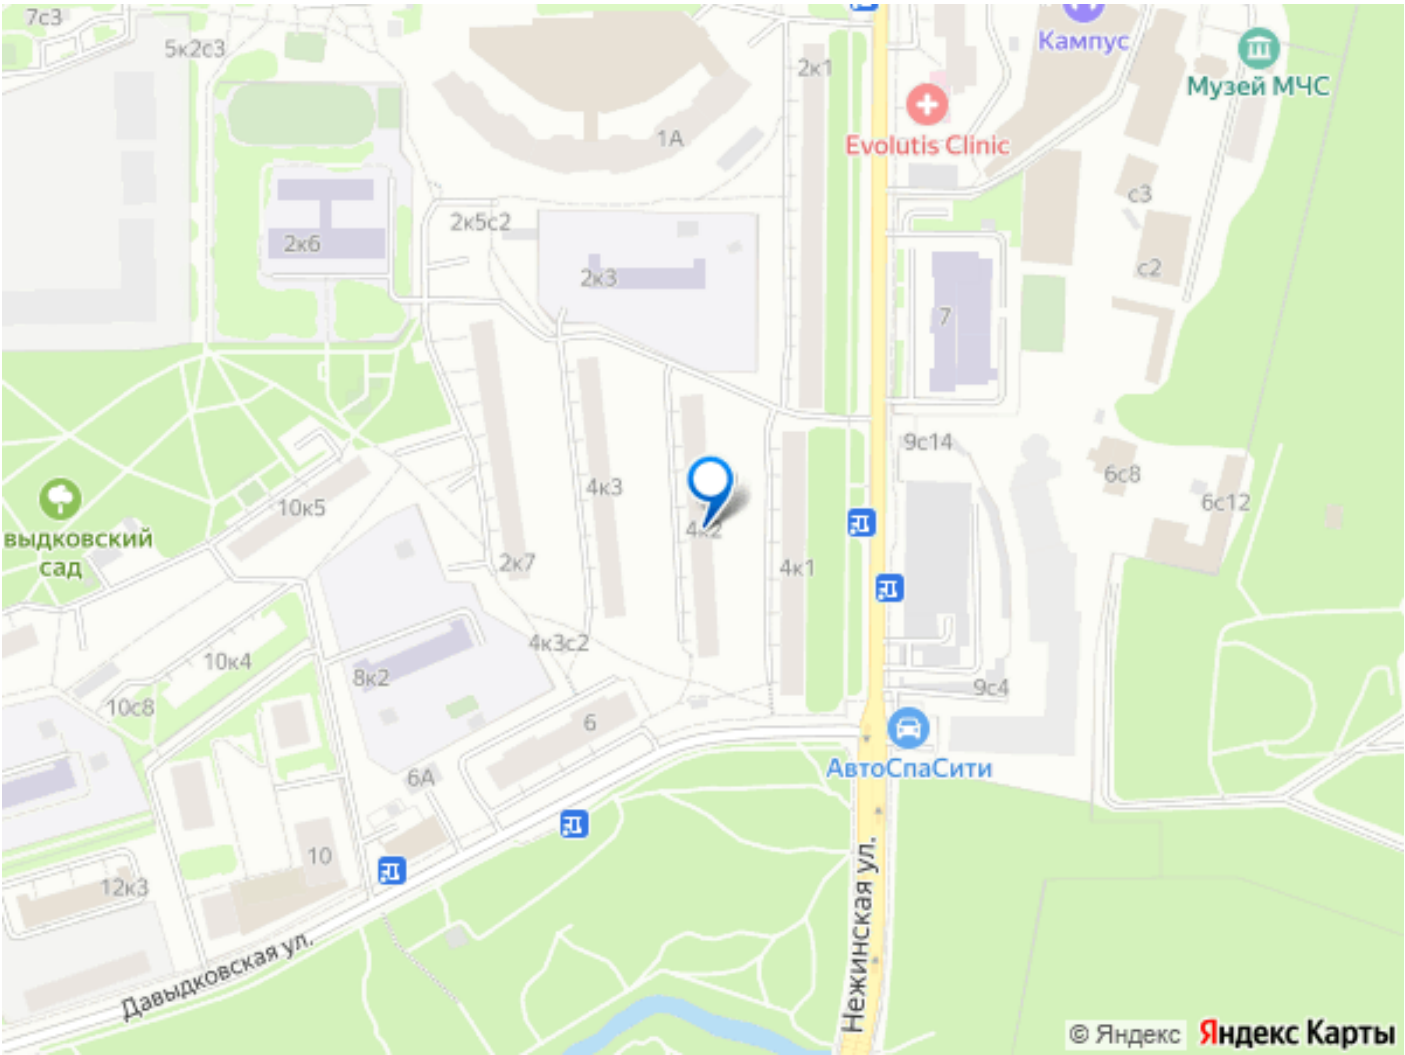 7с3
5к2с3
2к1
Кампус
Музей МЧС
1А
Evolutis Clinic
с3
2к5с2
2к6
2к3
с2
7
9с14
6с8
6с12
4к3
10к5
выдковский
сад
4к2
2к7
4к1
4к3с2
10к4
8к2
9с4
10с8
6
6А
АвтоСпаСити
10
12к3
Нежинская ул.
Давыдковская ул.
© Яндекс Яндекс Карты